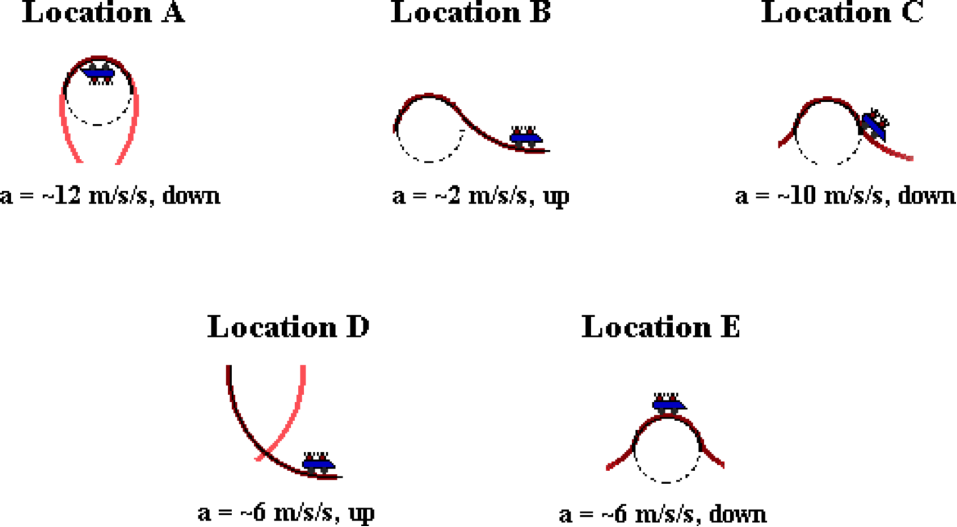 Location A
Location B
Location C
a = ~12 m/s/s, down
a = ~2 m/s/s, up
a = ~10 m/s/s, down
Location D
Location E
a = ~6 m/s/s, up
a = ~6 m/s/s, down